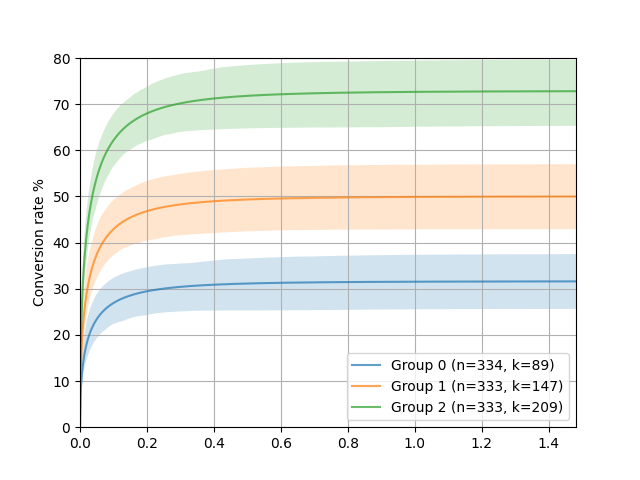 80
70
60
50
40
30
20
10
0
Conversion rate %
Group 0 (n=334, k=89)
Group 1 (n=333, k=147)
Group 2 (n=333, k=209)
0.0 0.2 0.4 0.6 0.8 1.0 1.2 1.4